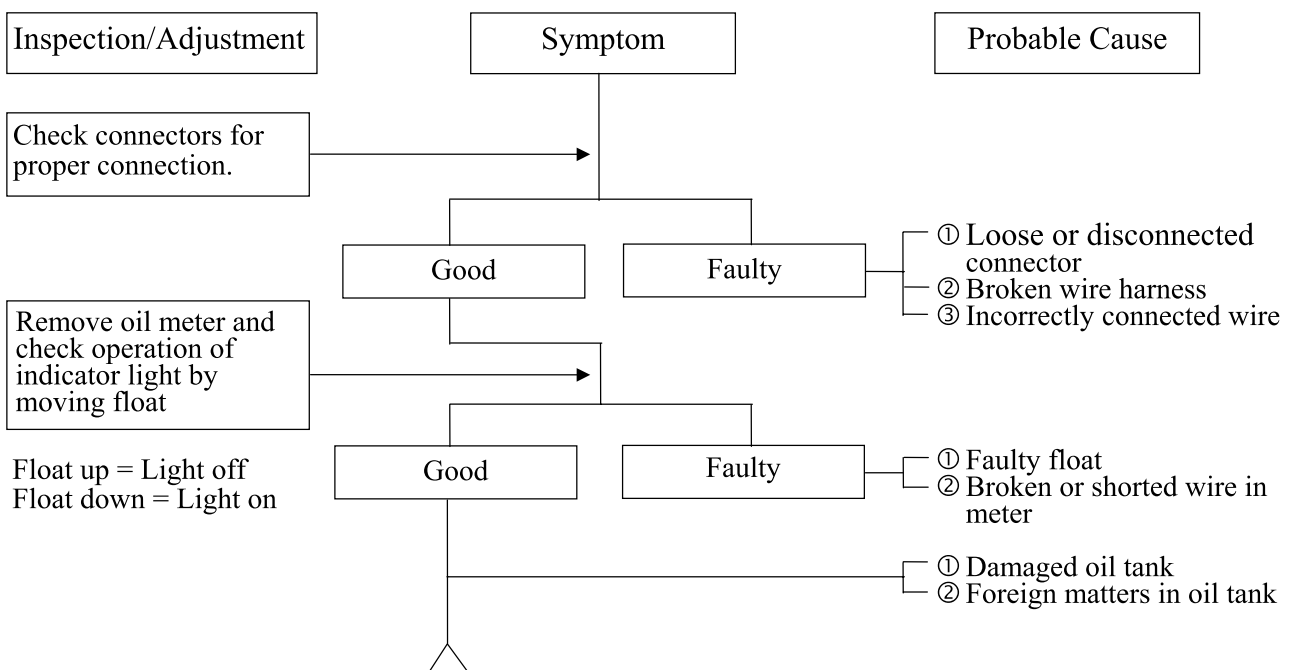 Inspection/Adjustment
Symptom
Probable Cause
Check connectors for
proper connection.
Good
Faulty
① Loose or disconnected
connector
② Broken wire harness
③ Incorrectly connected wire
Remove oil meter and
check operation of
indicator light by
moving float
Float up = Light off
Float down = Light on
Good
Faulty
① Faulty float
② Broken or shorted wire in
meter
① Damaged oil tank
② Foreign matters in oil tank